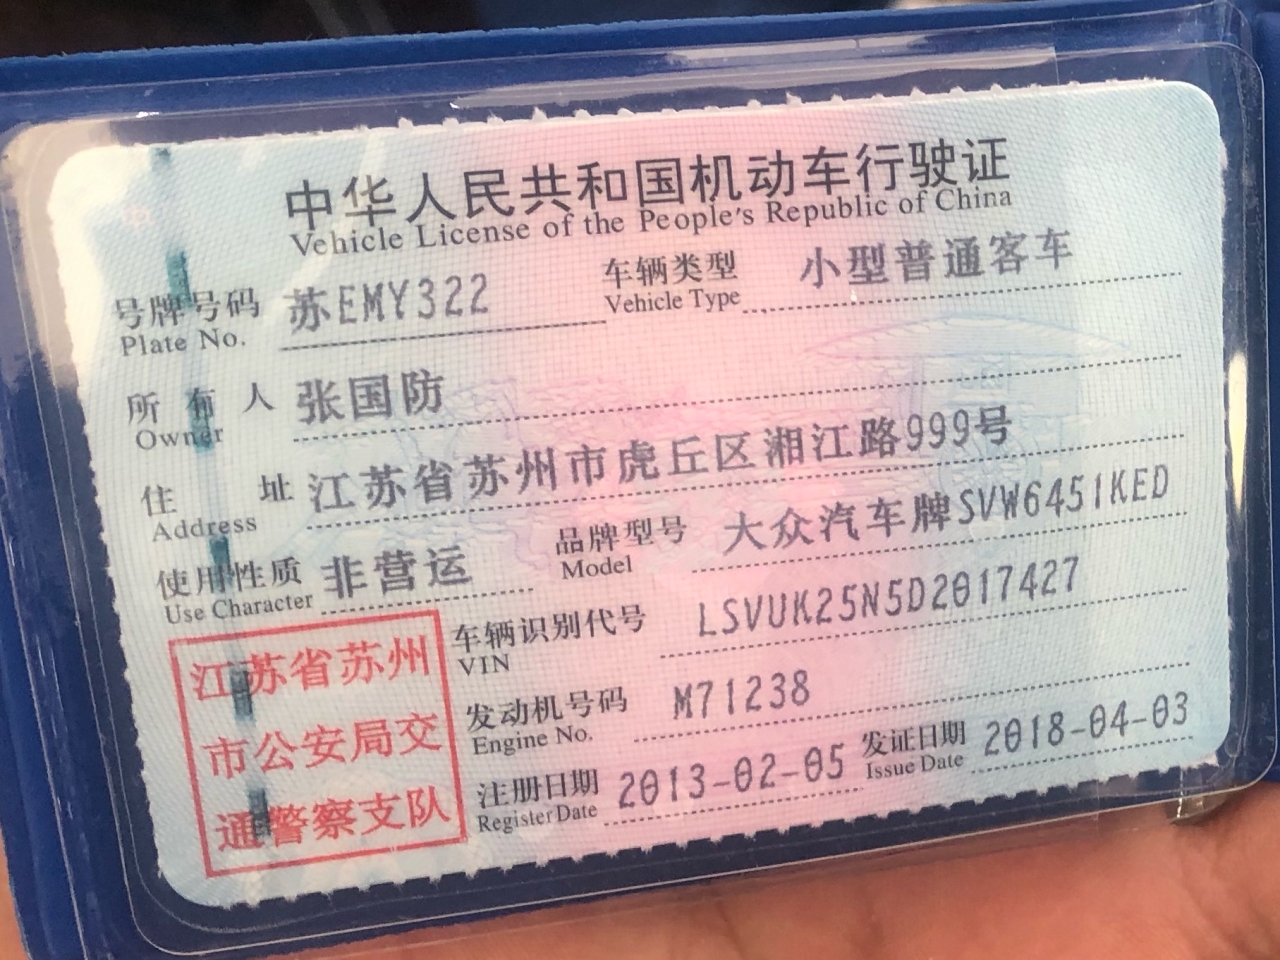 中华人民共和国机动车行驶证
Vehicle License of the People's Republic of China
号牌号码 苏EMY322 车辆类型 小型普通客车
Plate No. Vehicle Type
所有人 张国防
Owner
住址 江苏省苏州市虎丘区湘江路999号
Address
使用性质 非营运 品牌型号 大众汽车牌SVW6451KED
Use Character Model
车辆识别代号 LSVUK25N5D2017427
VIN
发动机号码 M71238
Engine No.
注册日期 2013-02-05 发证日期 2018-04-03
Register Date Issue Date
江苏省苏州
市公安局交
通警察支队